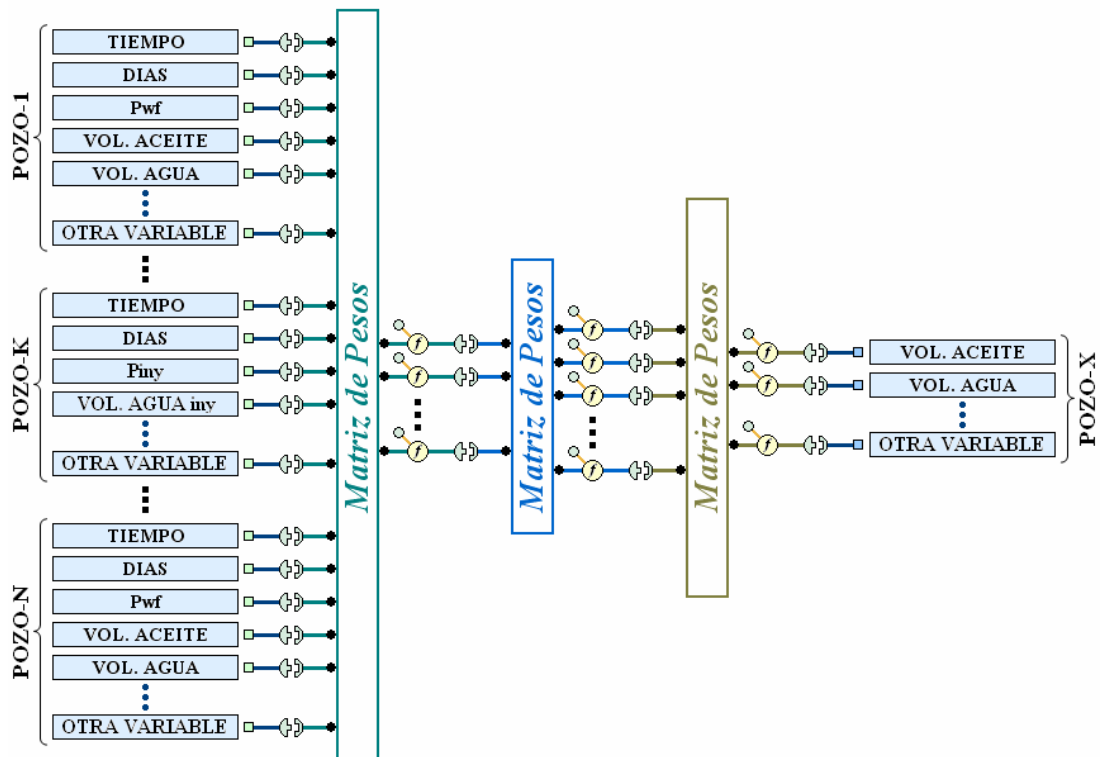 POZO-1
TIEMPO
DIAS
Pwf
VOL. ACEITE
VOL. AGUA
OTRA VARIABLE
POZO-K
TIEMPO
DIAS
Piny
VOL. AGUA iny
OTRA VARIABLE
POZO-N
TIEMPO
DIAS
Pwf
VOL. ACEITE
VOL. AGUA
OTRA VARIABLE
Matriz de Pesos
f
f
f
Matriz de Pesos
f
f
f
f
Matriz de Pesos
f
f
f
VOL. ACEITE
VOL. AGUA
OTRA VARIABLE
POZO-X